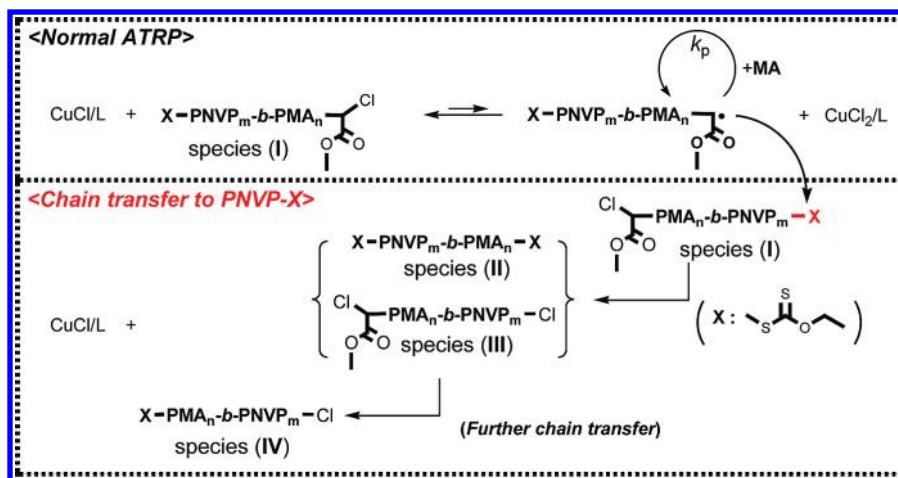 <Normal ATRP>
kp
+MA
CuCl/L + X-PNVPm-b-PMAn Cl
O O
species (I)
X-PNVPm-b-PMAn • + CuCl2/L
O O
<Chain transfer to PNVP-X>
Cl PMAn-b-PNVPm-X
O O
species (I)
X-PNVPm-b-PMAn-X
species (II)
CuCl/L +
Cl PMAn-b-PNVPm-Cl
O O
species (III)
(X : S S O)
X-PMAn-b-PNVPm-Cl
species (IV)
(Further chain transfer)